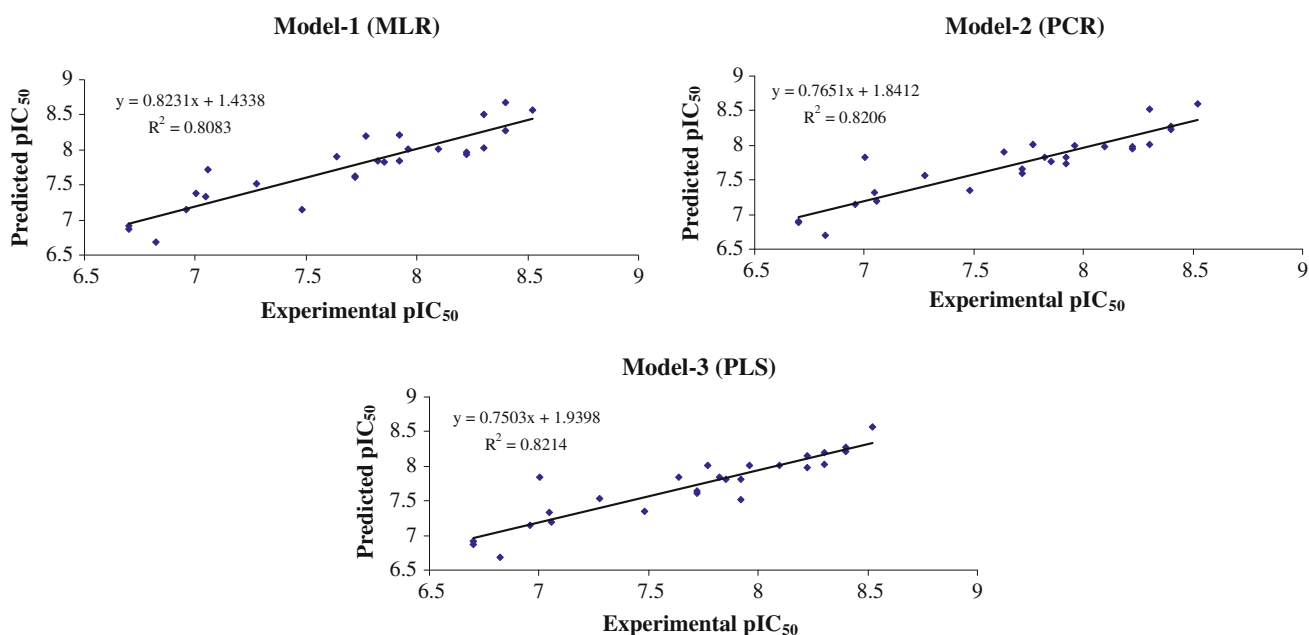 Model-1 (MLR)
y = 0.8231x + 1.4338
R² = 0.8083
Predicted pIC₅₀
9
8.5
8
7.5
7
6.5
6.5 7 7.5 8 8.5 9
Experimental pIC₅₀
Model-2 (PCR)
y = 0.7651x + 1.8412
R² = 0.8206
Predicted pIC₅₀
9
8.5
8
7.5
7
6.5
6.5 7 7.5 8 8.5 9
Experimental pIC₅₀
Model-3 (PLS)
y = 0.7503x + 1.9398
R² = 0.8214
Predicted pIC₅₀
9
8.5
8
7.5
7
6.5
6.5 7 7.5 8 8.5 9
Experimental pIC₅₀